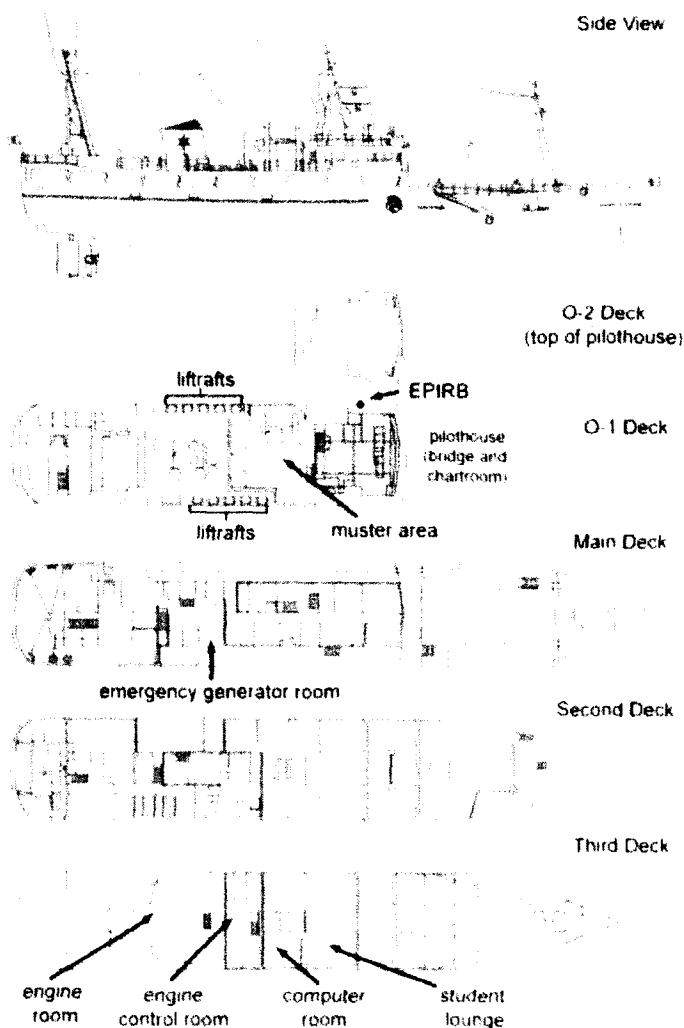 Side View
O-2 Deck
(top of pilothouse)
liftrafts
EPIRB
O-1 Deck
pilothouse
(bridge and
chartroom)
liftrafts
muster area
Main Deck
emergency generator room
Second Deck
Third Deck
engine
room
engine
control room
computer
room
student
lounge